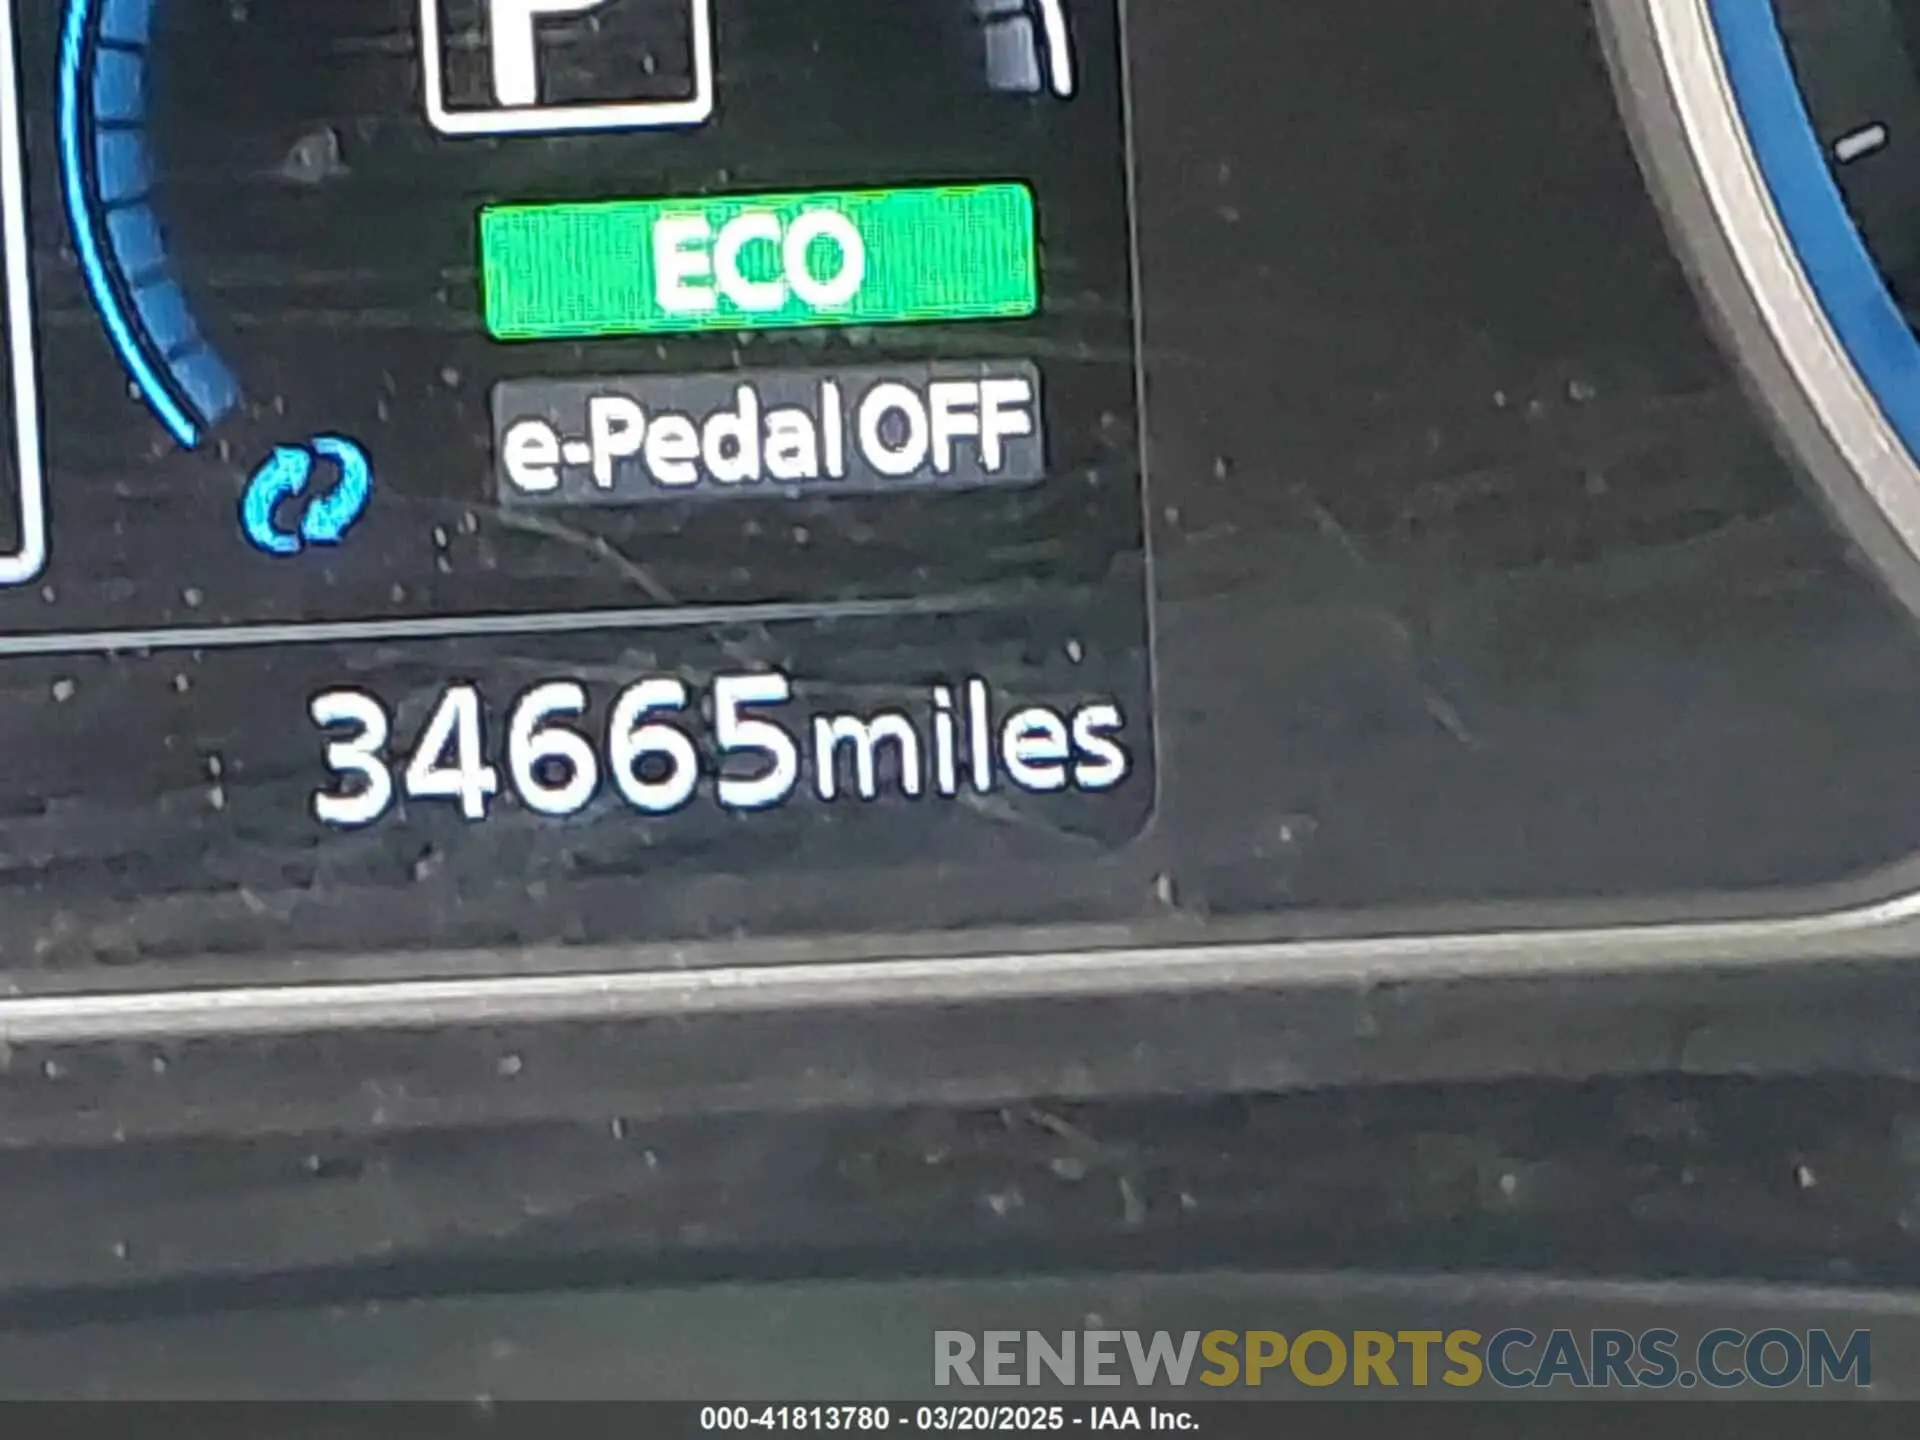 P
ECO
e-Pedal OFF
34665miles
RENEWSPORTSCARS.COM
000-41813780 - 03/20/2025 - IAA Inc.